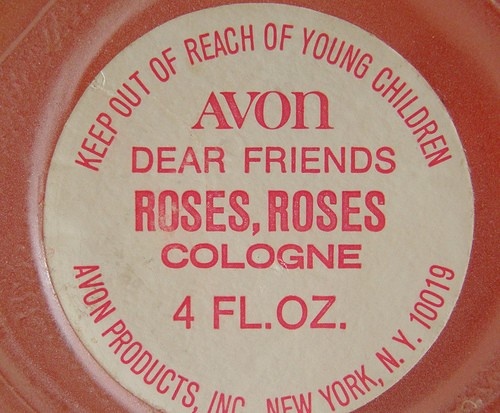 KEEP OUT OF REACH OF YOUNG CHILDREN
AVON
DEAR FRIENDS
ROSES, ROSES
COLOGNE
4 FL.OZ.
AVON PRODUCTS, INC. NEW YORK, N. Y. 10019